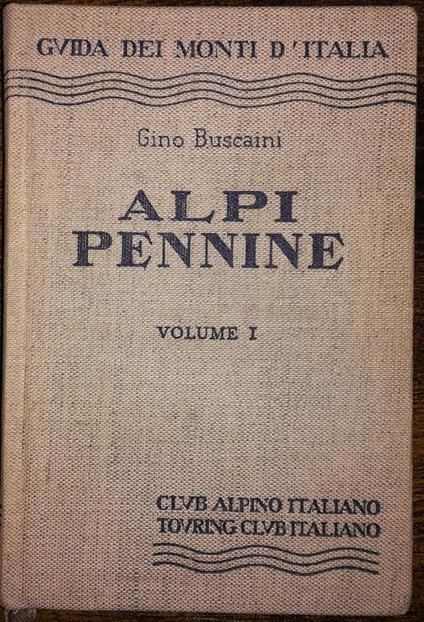 GVIDA DEI MONTI D'ITALIA
Gino Buscaini
ALPI
PENNINE
VOLUME I
CLVB ALPINO ITALIANO
TOVRING CLVB ITALIANO